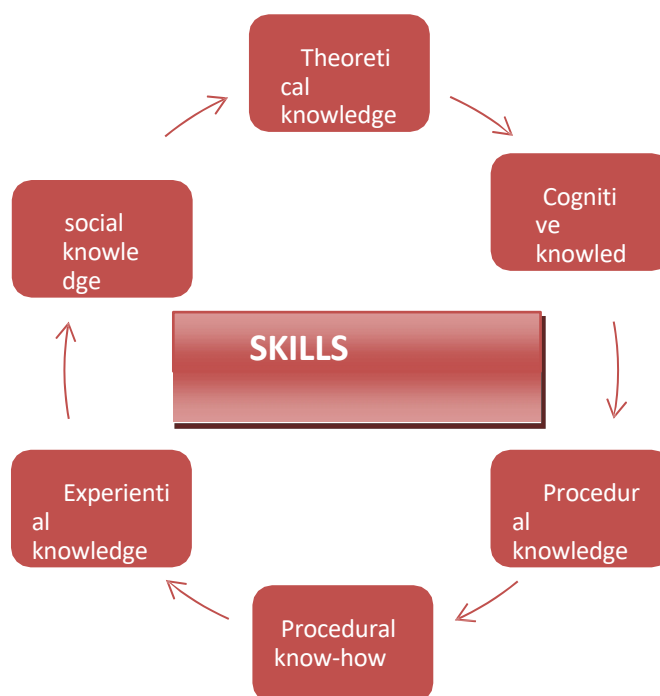 Theoreti
cal
knowledge
Cogniti
ve
knowled
Procedur
al
knowledge
Procedural
know-how
Experienti
al
knowledge
social
knowle
dge
SKILLS